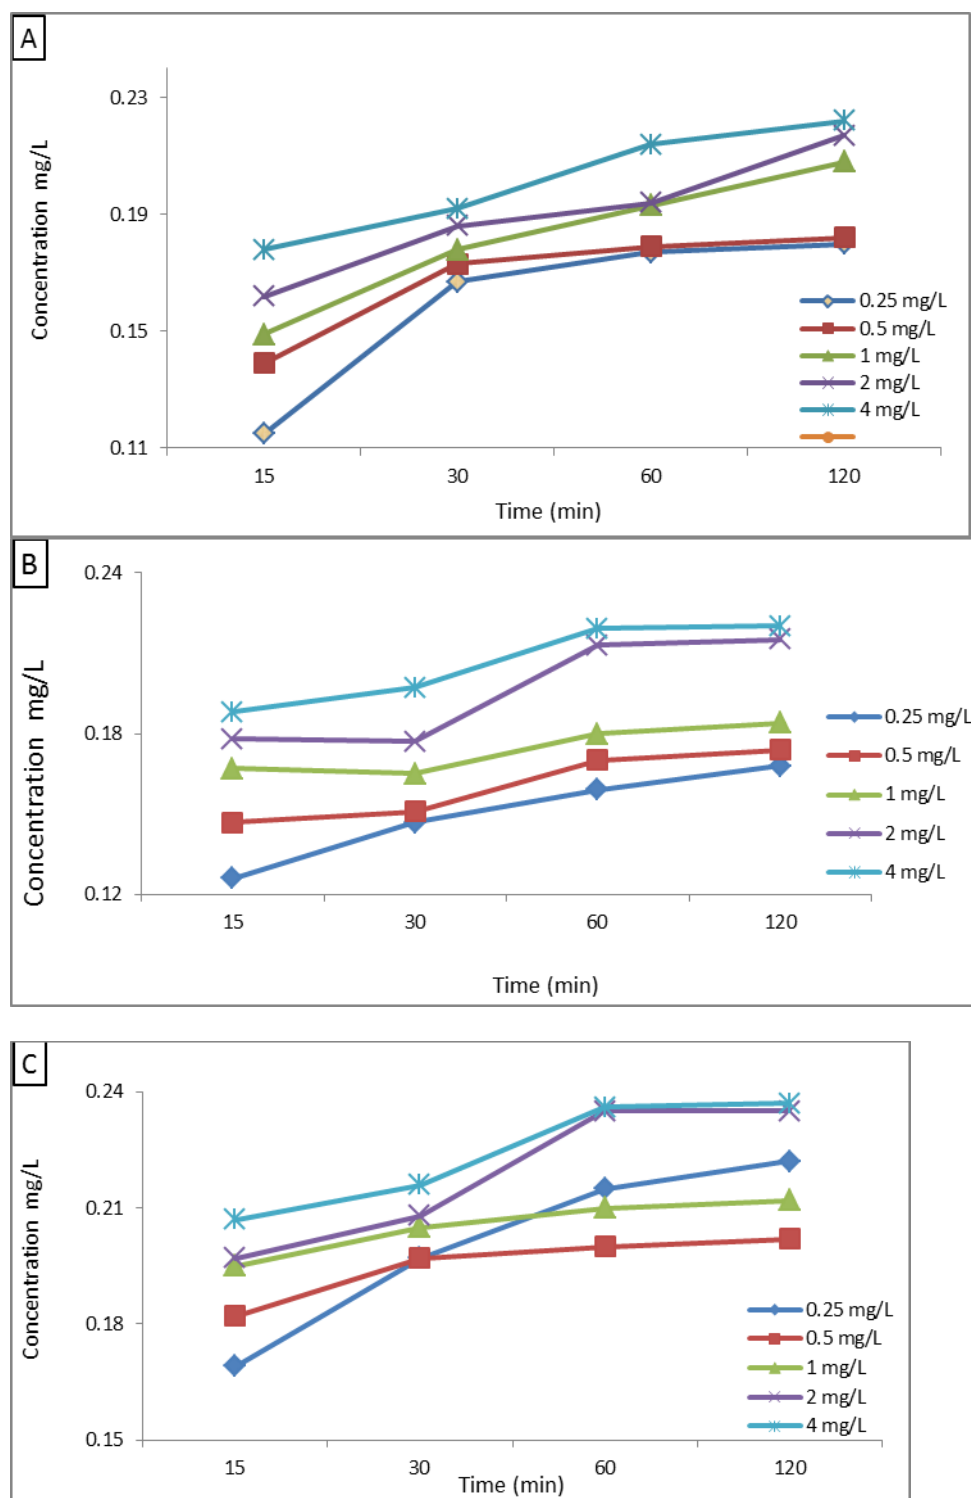 A
Concentration mg/L
0.23
0.19
0.15
0.11
15 30 60 120
Time (min)
0.25 mg/L
0.5 mg/L
1 mg/L
2 mg/L
4 mg/L
B
Concentration mg/L
0.24
0.18
0.12
15 30 60 120
Time (min)
0.25 mg/L
0.5 mg/L
1 mg/L
2 mg/L
4 mg/L
C
Concentration mg/L
0.24
0.21
0.18
0.15
15 30 60 120
Time (min)
0.25 mg/L
0.5 mg/L
1 mg/L
2 mg/L
4 mg/L